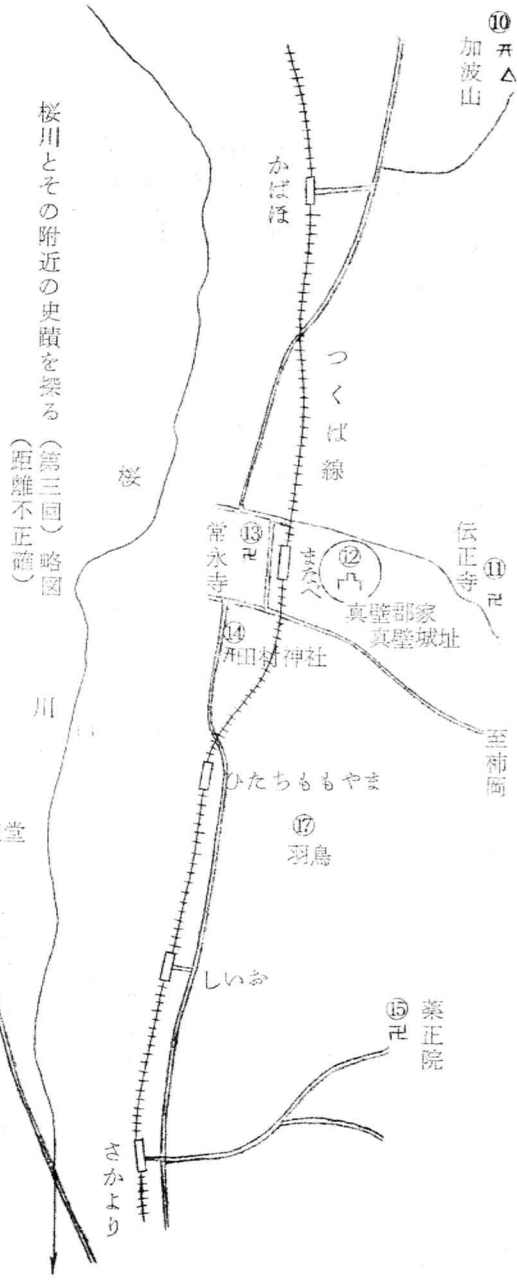 ⑩
加波山
かばほ
つくば線
桜川とその附近の史蹟を探る（第三回）略図
（距離不正確）
桜
川
⑬
常永寺
まかべ
⑫
真壁郡家
真壁城址
伝正寺
⑪
⑭
田村神社
至柿岡
ひたちももやま
⑰
羽鳥
堂
しいお
⑮
薬王院
さかより